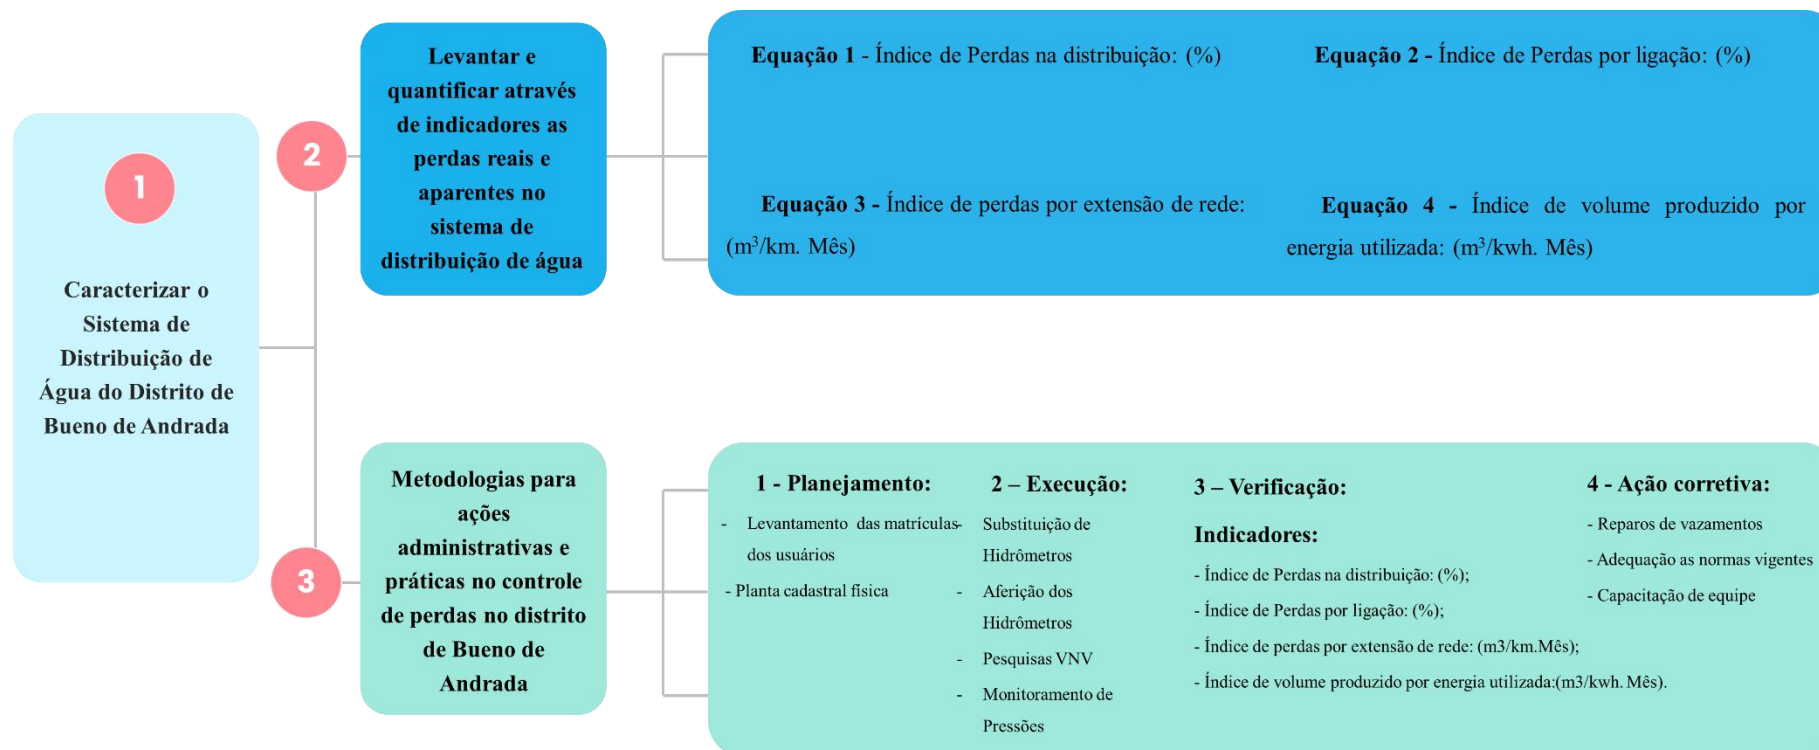 1
Caracterizar o
Sistema de
Distribuição de
Água do Distrito de
Bueno de Andrada
2
Levantar e
quantificar através
de indicadores as
perdas reais e
aparentes no
sistema de
distribuição de água
Equação 1 - Índice de Perdas na distribuição: (%)
Equação 2 - Índice de Perdas por ligação: (%)
Equação 3 - Índice de perdas por extensão de rede:
(m³/km. Mês)
Equação 4 - Índice de volume produzido por
energia utilizada: (m³/kwh. Mês)
3
Metodologias para
ações
administrativas e
práticas no controle
de perdas no distrito
de Bueno de
Andrada
1 - Planejamento:
- Levantamento das matrículas
dos usuários
- Planta cadastral física
2 – Execução:
- Substituição de
Hidrômetros
- Aferição dos
Hidrômetros
- Pesquisas VNV
- Monitoramento de
Pressões
3 – Verificação:
Indicadores:
- Índice de Perdas na distribuição: (%);
- Índice de Perdas por ligação: (%);
- Índice de perdas por extensão de rede: (m3/km.Mês);
- Índice de volume produzido por energia utilizada:(m3/kwh. Mês).
4 - Ação corretiva:
- Reparos de vazamentos
- Adequação as normas vigentes
- Capacitação de equipe